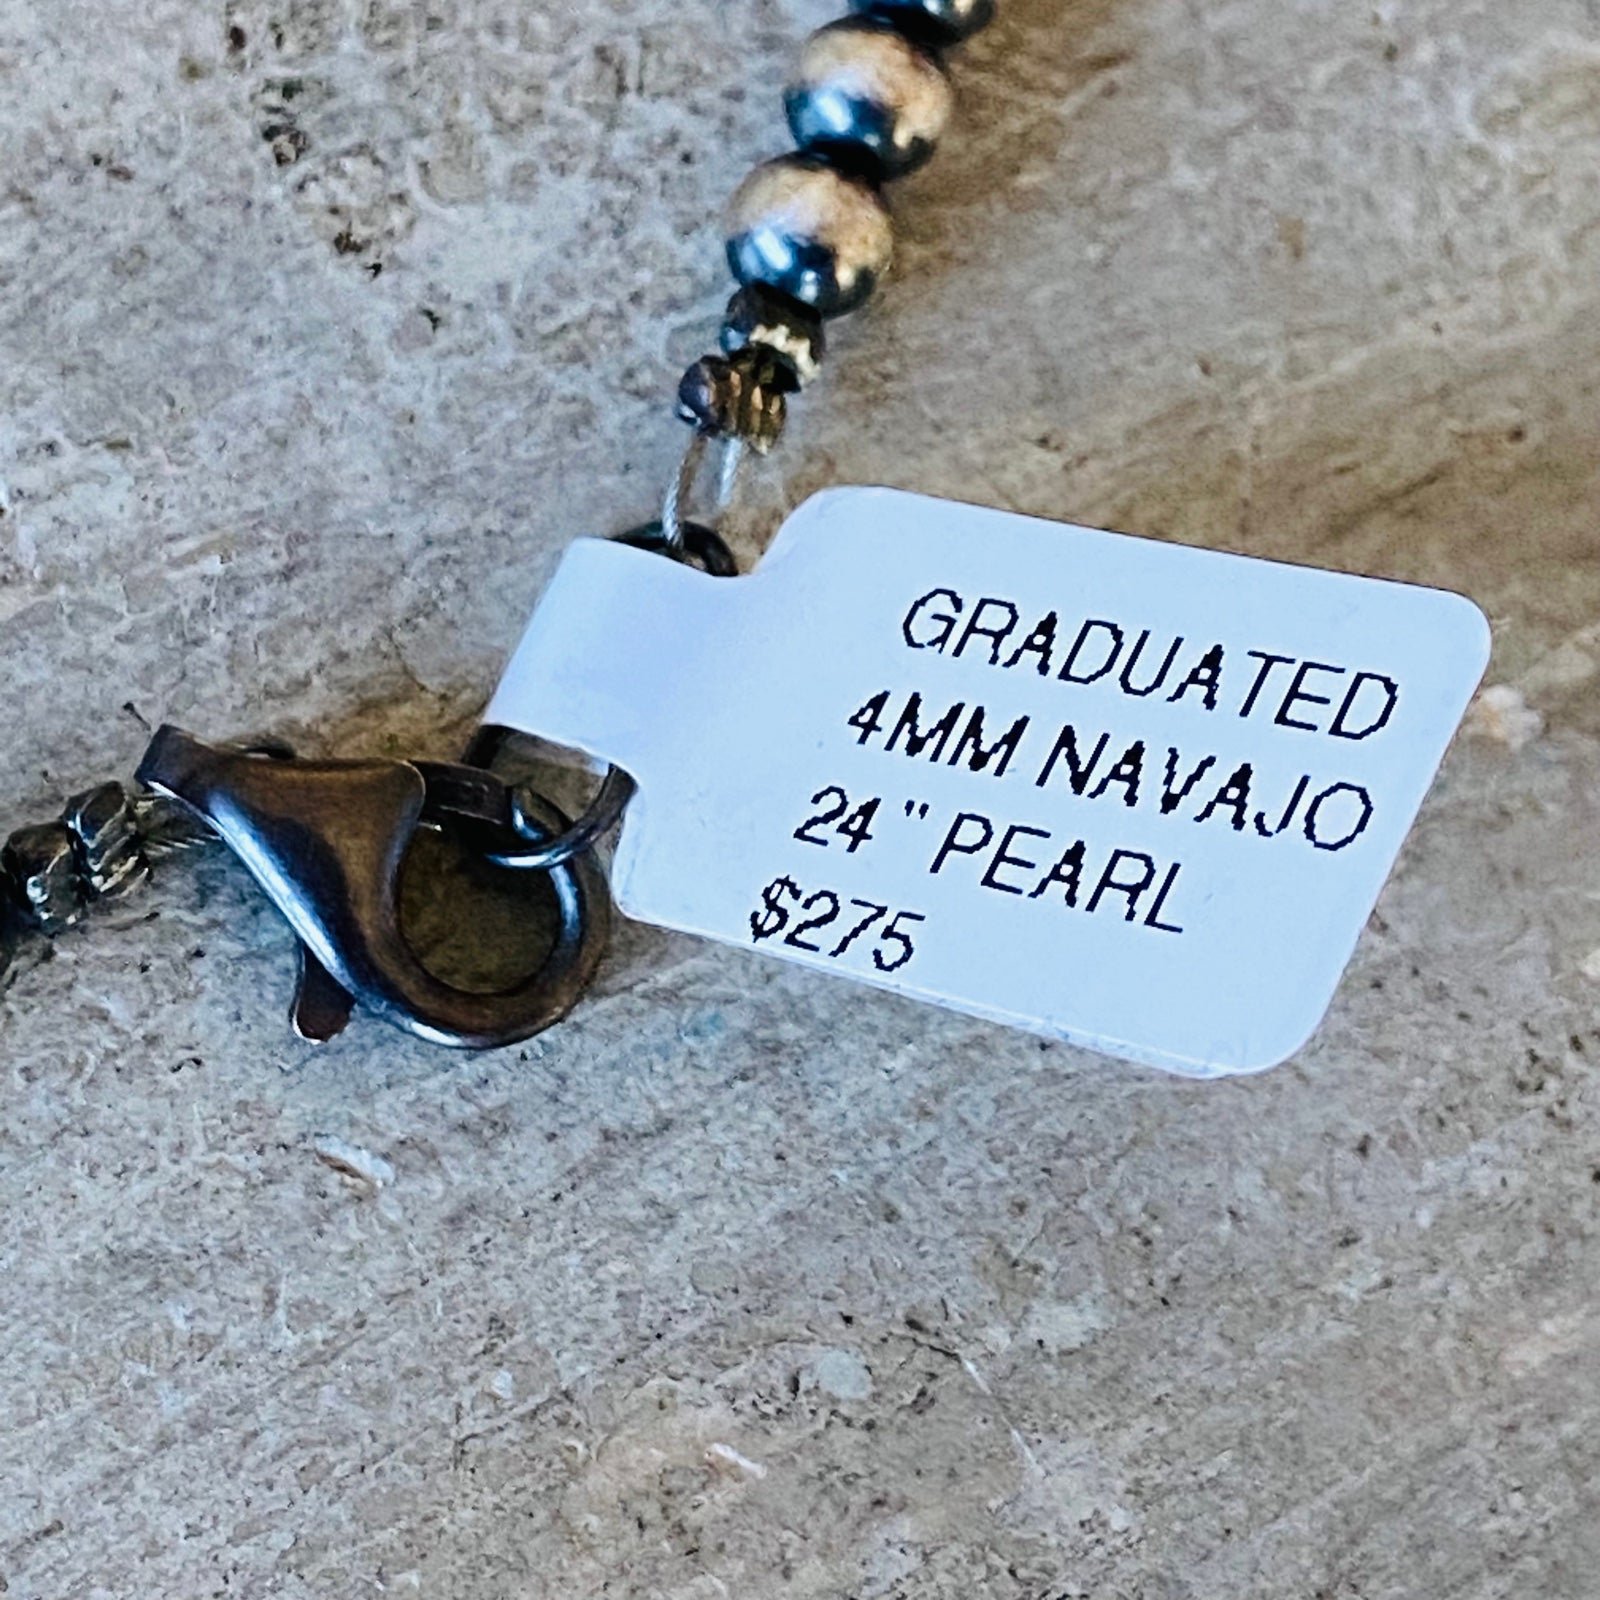 GRADUATED
4MM NAVAJO
24" PEARL
$275